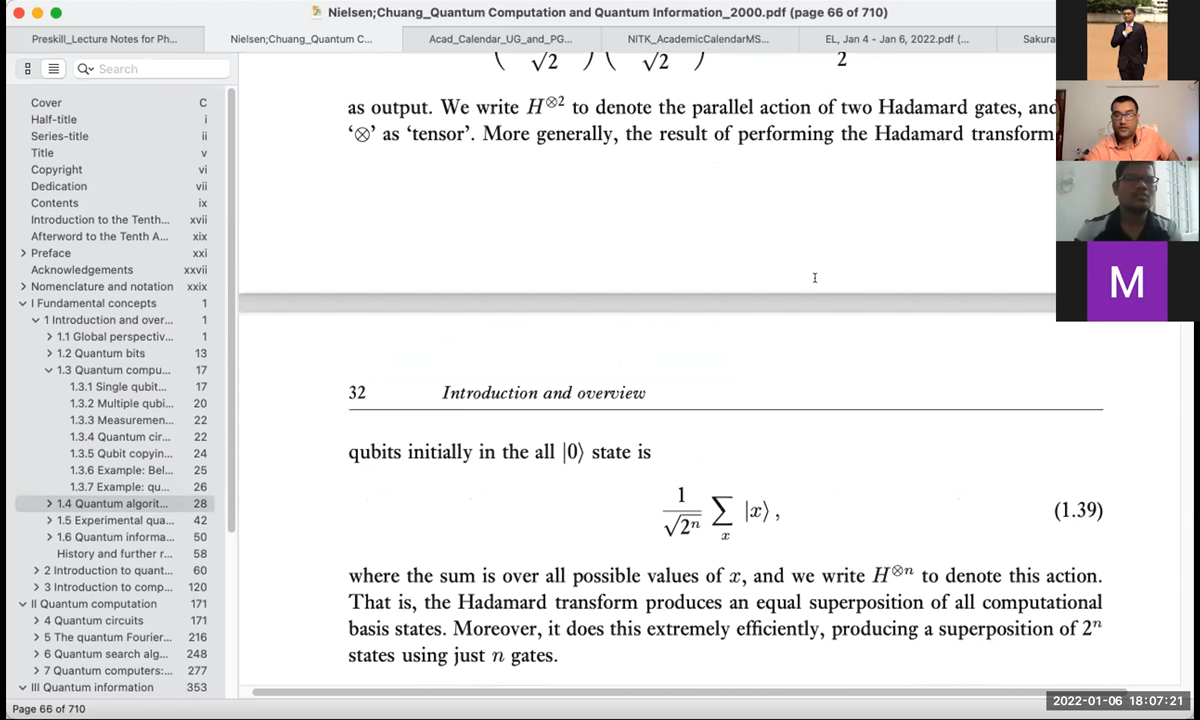 Nielsen;Chuang_Quantum Computation and Quantum Information_2000.pdf (page 66 of 710)
Preskill_Lecture Notes for Ph...
Nielsen;Chuang_Quantum C...
Acad_Calendar_UG_and_PG...
NITK_AcademicCalendarMS...
EL, Jan 4 - Jan 6, 2022.pdf (...
Sakura
Search
Cover C
Half-title i
Series-title ii
Title v
Copyright vi
Dedication vii
Contents ix
Introduction to the Tenth... xvii
Afterword to the Tenth A... xix
Preface xxi
Acknowledgements xxvii
Nomenclature and notation xxix
I Fundamental concepts 1
1 Introduction and over... 1
1.1 Global perspectiv... 1
1.2 Quantum bits 13
1.3 Quantum compu... 17
1.3.1 Single qubit... 17
1.3.2 Multiple qubi... 20
1.3.3 Measuremen... 22
1.3.4 Quantum cir... 22
1.3.5 Qubit copyin... 24
1.3.6 Example: Bel... 25
1.3.7 Example: qu... 26
1.4 Quantum algorit... 28
1.5 Experimental qua... 42
1.6 Quantum informa... 50
History and further r... 58
2 Introduction to quant... 60
3 Introduction to comp... 120
II Quantum computation 171
4 Quantum circuits 171
5 The quantum Fourier... 216
6 Quantum search alg... 248
7 Quantum computers:... 277
III Quantum information 353
Page 66 of 710
( √2 ) ( √2 ) 2
as output. We write H⊗2 to denote the parallel action of two Hadamard gates, and
‘⊗’ as ‘tensor’. More generally, the result of performing the Hadamard transform
32 Introduction and overview
qubits initially in the all |0⟩ state is
1/√2ⁿ ∑ₓ |x⟩, (1.39)
where the sum is over all possible values of x, and we write H⊗n to denote this action.
That is, the Hadamard transform produces an equal superposition of all computational
basis states. Moreover, it does this extremely efficiently, producing a superposition of 2ⁿ
states using just n gates.
M
2022-01-06 18:07:21